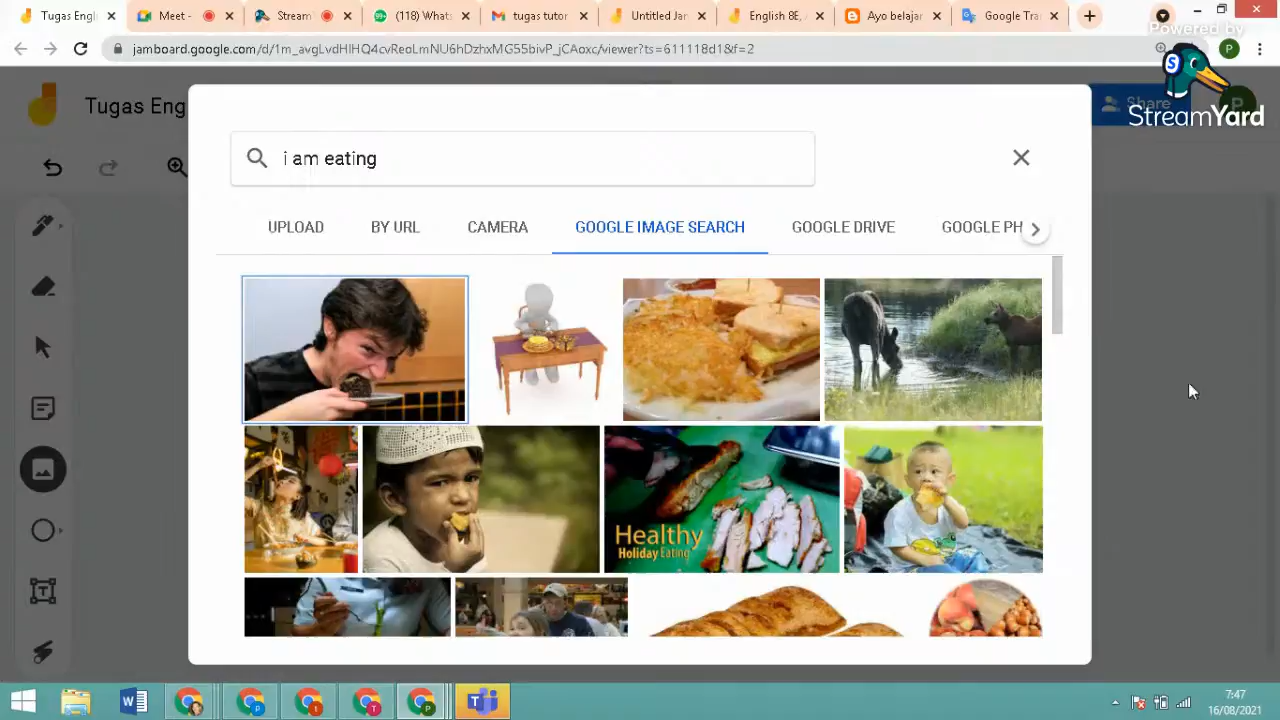 Tugas Engl
Meet -
Stream
(118) What
tugas tutor
Untitled Jar
English 8E,
Ayo belajar
Google Tra
Powered by
jamboard.google.com/d/1m_avgLvdHIHQ4cvReoLmNU6hDzhxMG55bivP_jCAoxc/viewer?ts=611118d1&f=2
P
S
Tugas Eng
Share
P
StreamYard
i am eating
UPLOAD
BY URL
CAMERA
GOOGLE IMAGE SEARCH
GOOGLE DRIVE
GOOGLE PH
Healthy
Holiday Eating
7:47
16/08/2021